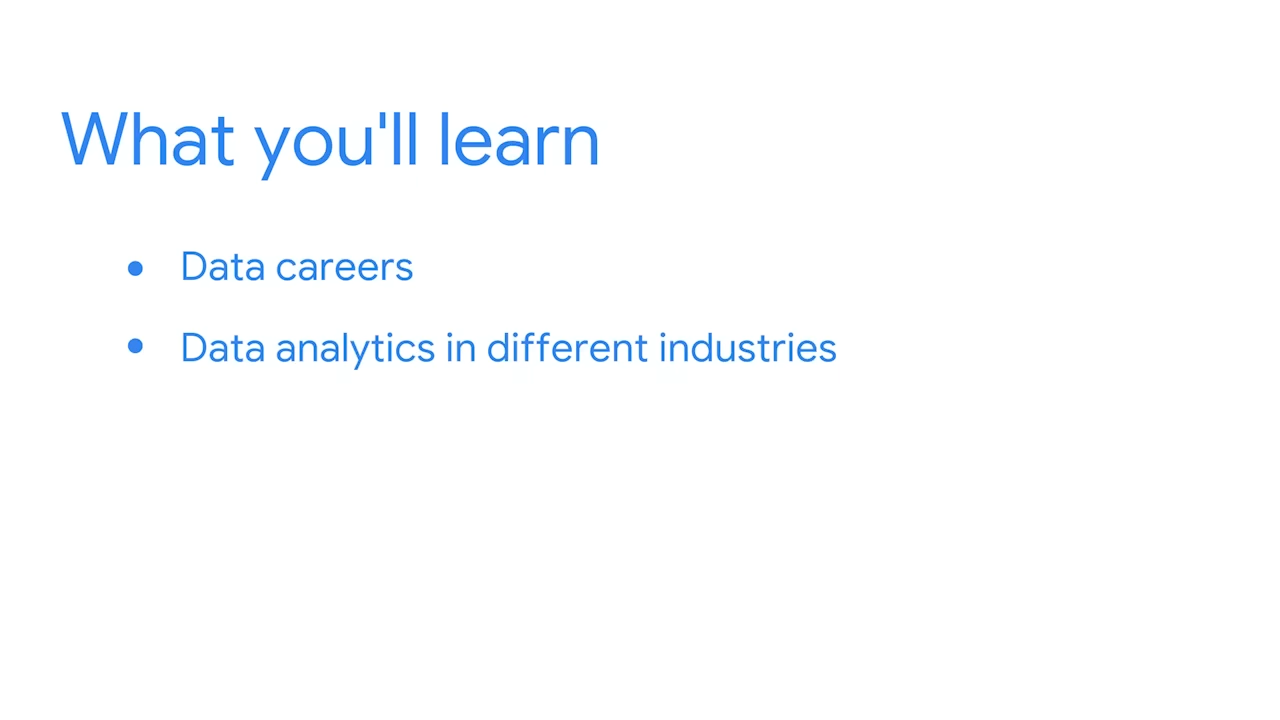 What you'll learn
● Data careers
● Data analytics in different industries